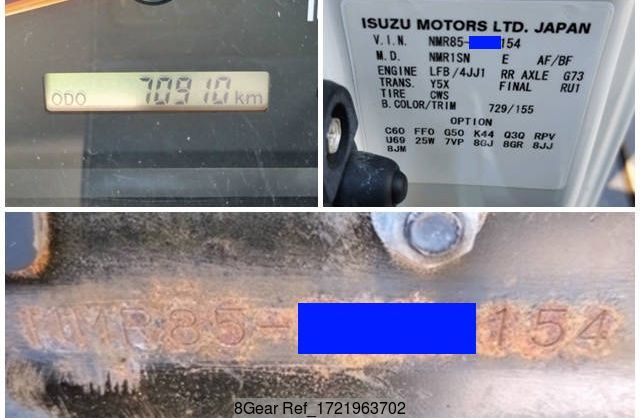 ODO 70910 km
ISUZU MOTORS LTD. JAPAN
V.I.N. NMR85- 154
M.D. NMR1SN E AF/BF
ENGINE LFB/4JJ1 RR AXLE G73
TRANS. Y5X FINAL RU1
TIRE CWS
B.COLOR/TRIM 729/155
OPTION
C60 FF0 G50 K44 Q3Q RPV
U69 25W 7VP 8GJ 8GR 8JJ
8JM
NMR85- 154
8Gear Ref_1721963702